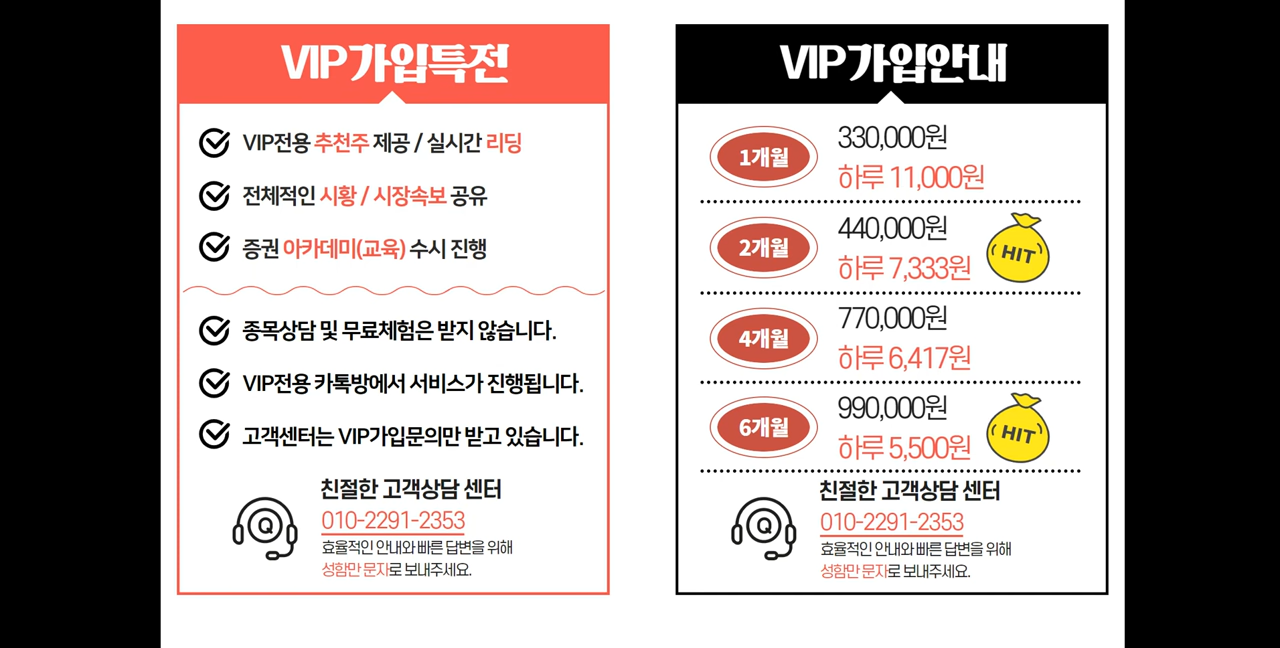 VIP가입특전
VIP전용 추천주 제공 / 실시간 리딩
전체적인 시황 / 시장속보 공유
증권 아카데미(교육) 수시 진행
종목상담 및 무료체험은 받지 않습니다.
VIP전용 카톡방에서 서비스가 진행됩니다.
고객센터는 VIP가입문의만 받고 있습니다.
Q
친절한 고객상담 센터
010-2291-2353
효율적인 안내와 빠른 답변을 위해
성함만 문자로 보내주세요.
VIP가입안내
1개월
330,000원
하루 11,000원
2개월
440,000원
하루 7,333원
HIT
4개월
770,000원
하루 6,417원
6개월
990,000원
하루 5,500원
HIT
Q
친절한 고객상담 센터
010-2291-2353
효율적인 안내와 빠른 답변을 위해
성함만 문자로 보내주세요.